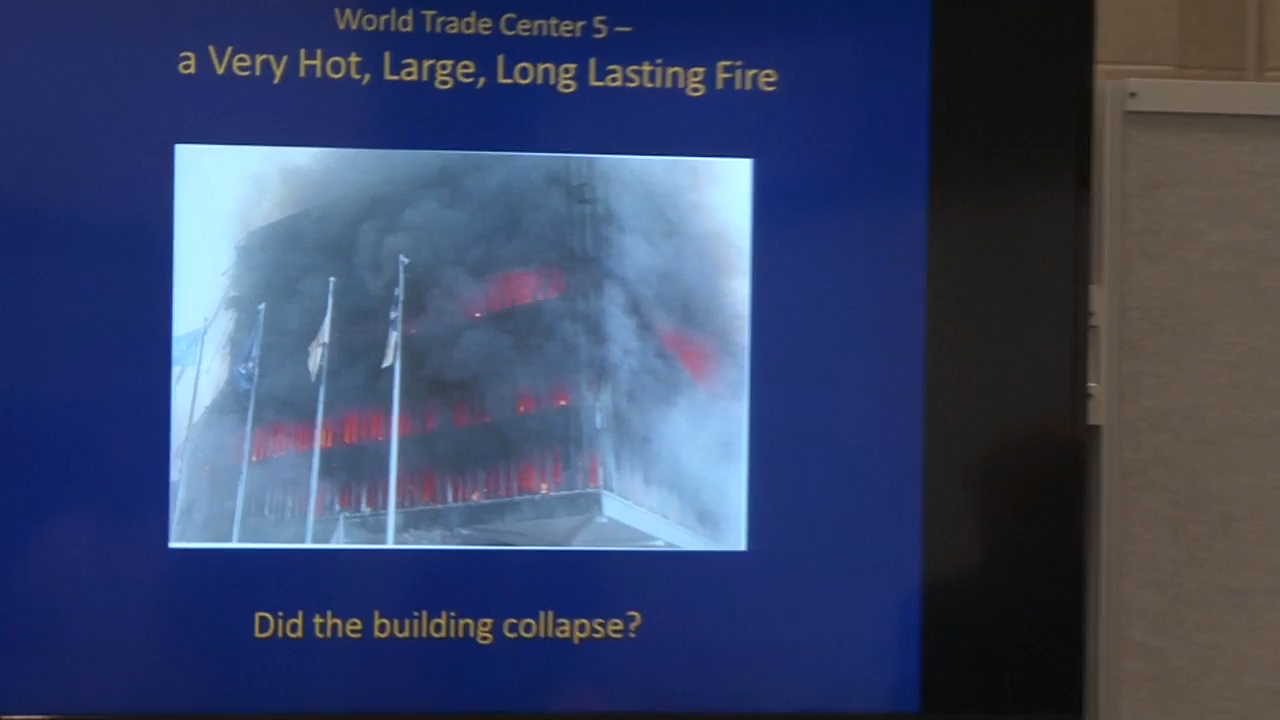 World Trade Center 5 –
a Very Hot, Large, Long Lasting Fire
Did the building collapse?